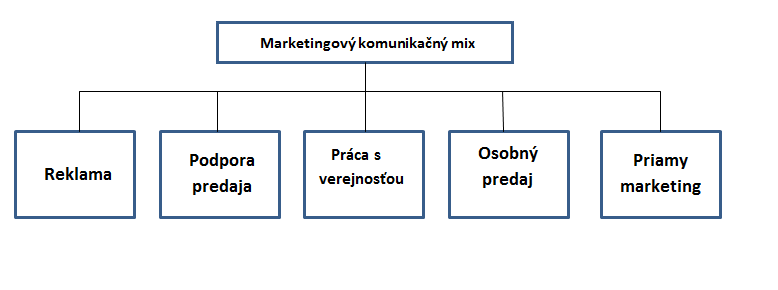 Marketingový komunikačný mix
Reklama
Podpora
predaja
Práca s
verejnosťou
Osobný
predaj
Priamy
marketing